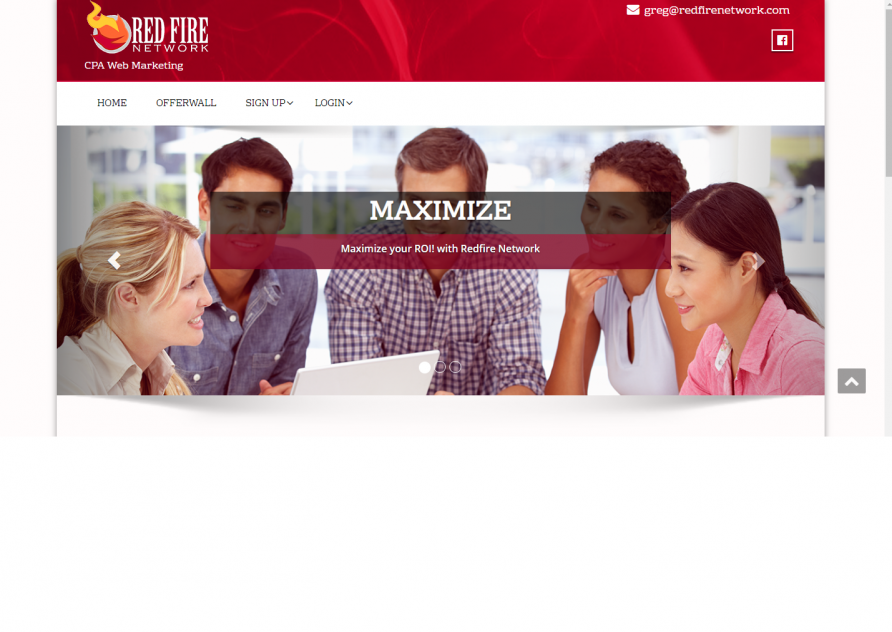 greg@redfirenetwork.com
RED FIRE
NETWORK
CPA Web Marketing
HOME OFFERWALL SIGN UP LOGIN
MAXIMIZE
Maximize your ROI! with Redfire Network